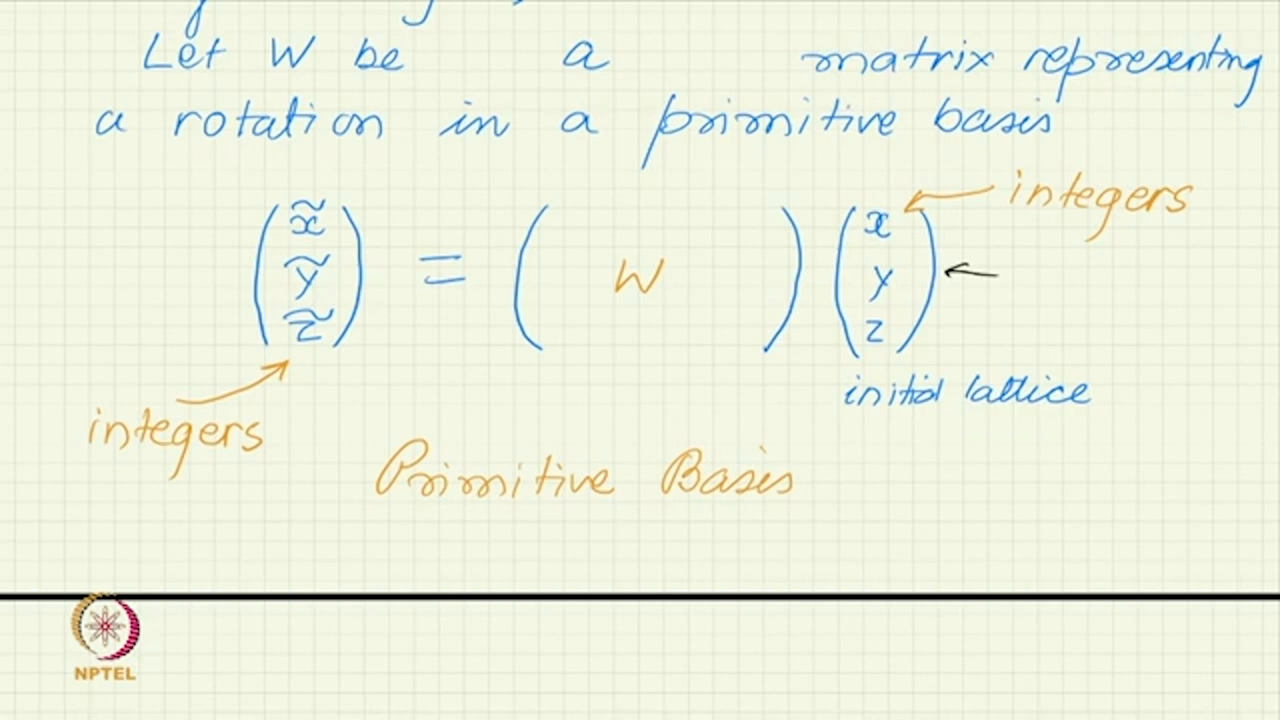 Let W be a matrix representing
a rotation in a primitive basis
integers
x̃ x
ỹ = W y
z̃ z
initial lattice
integers
Primitive Basis
NPTEL